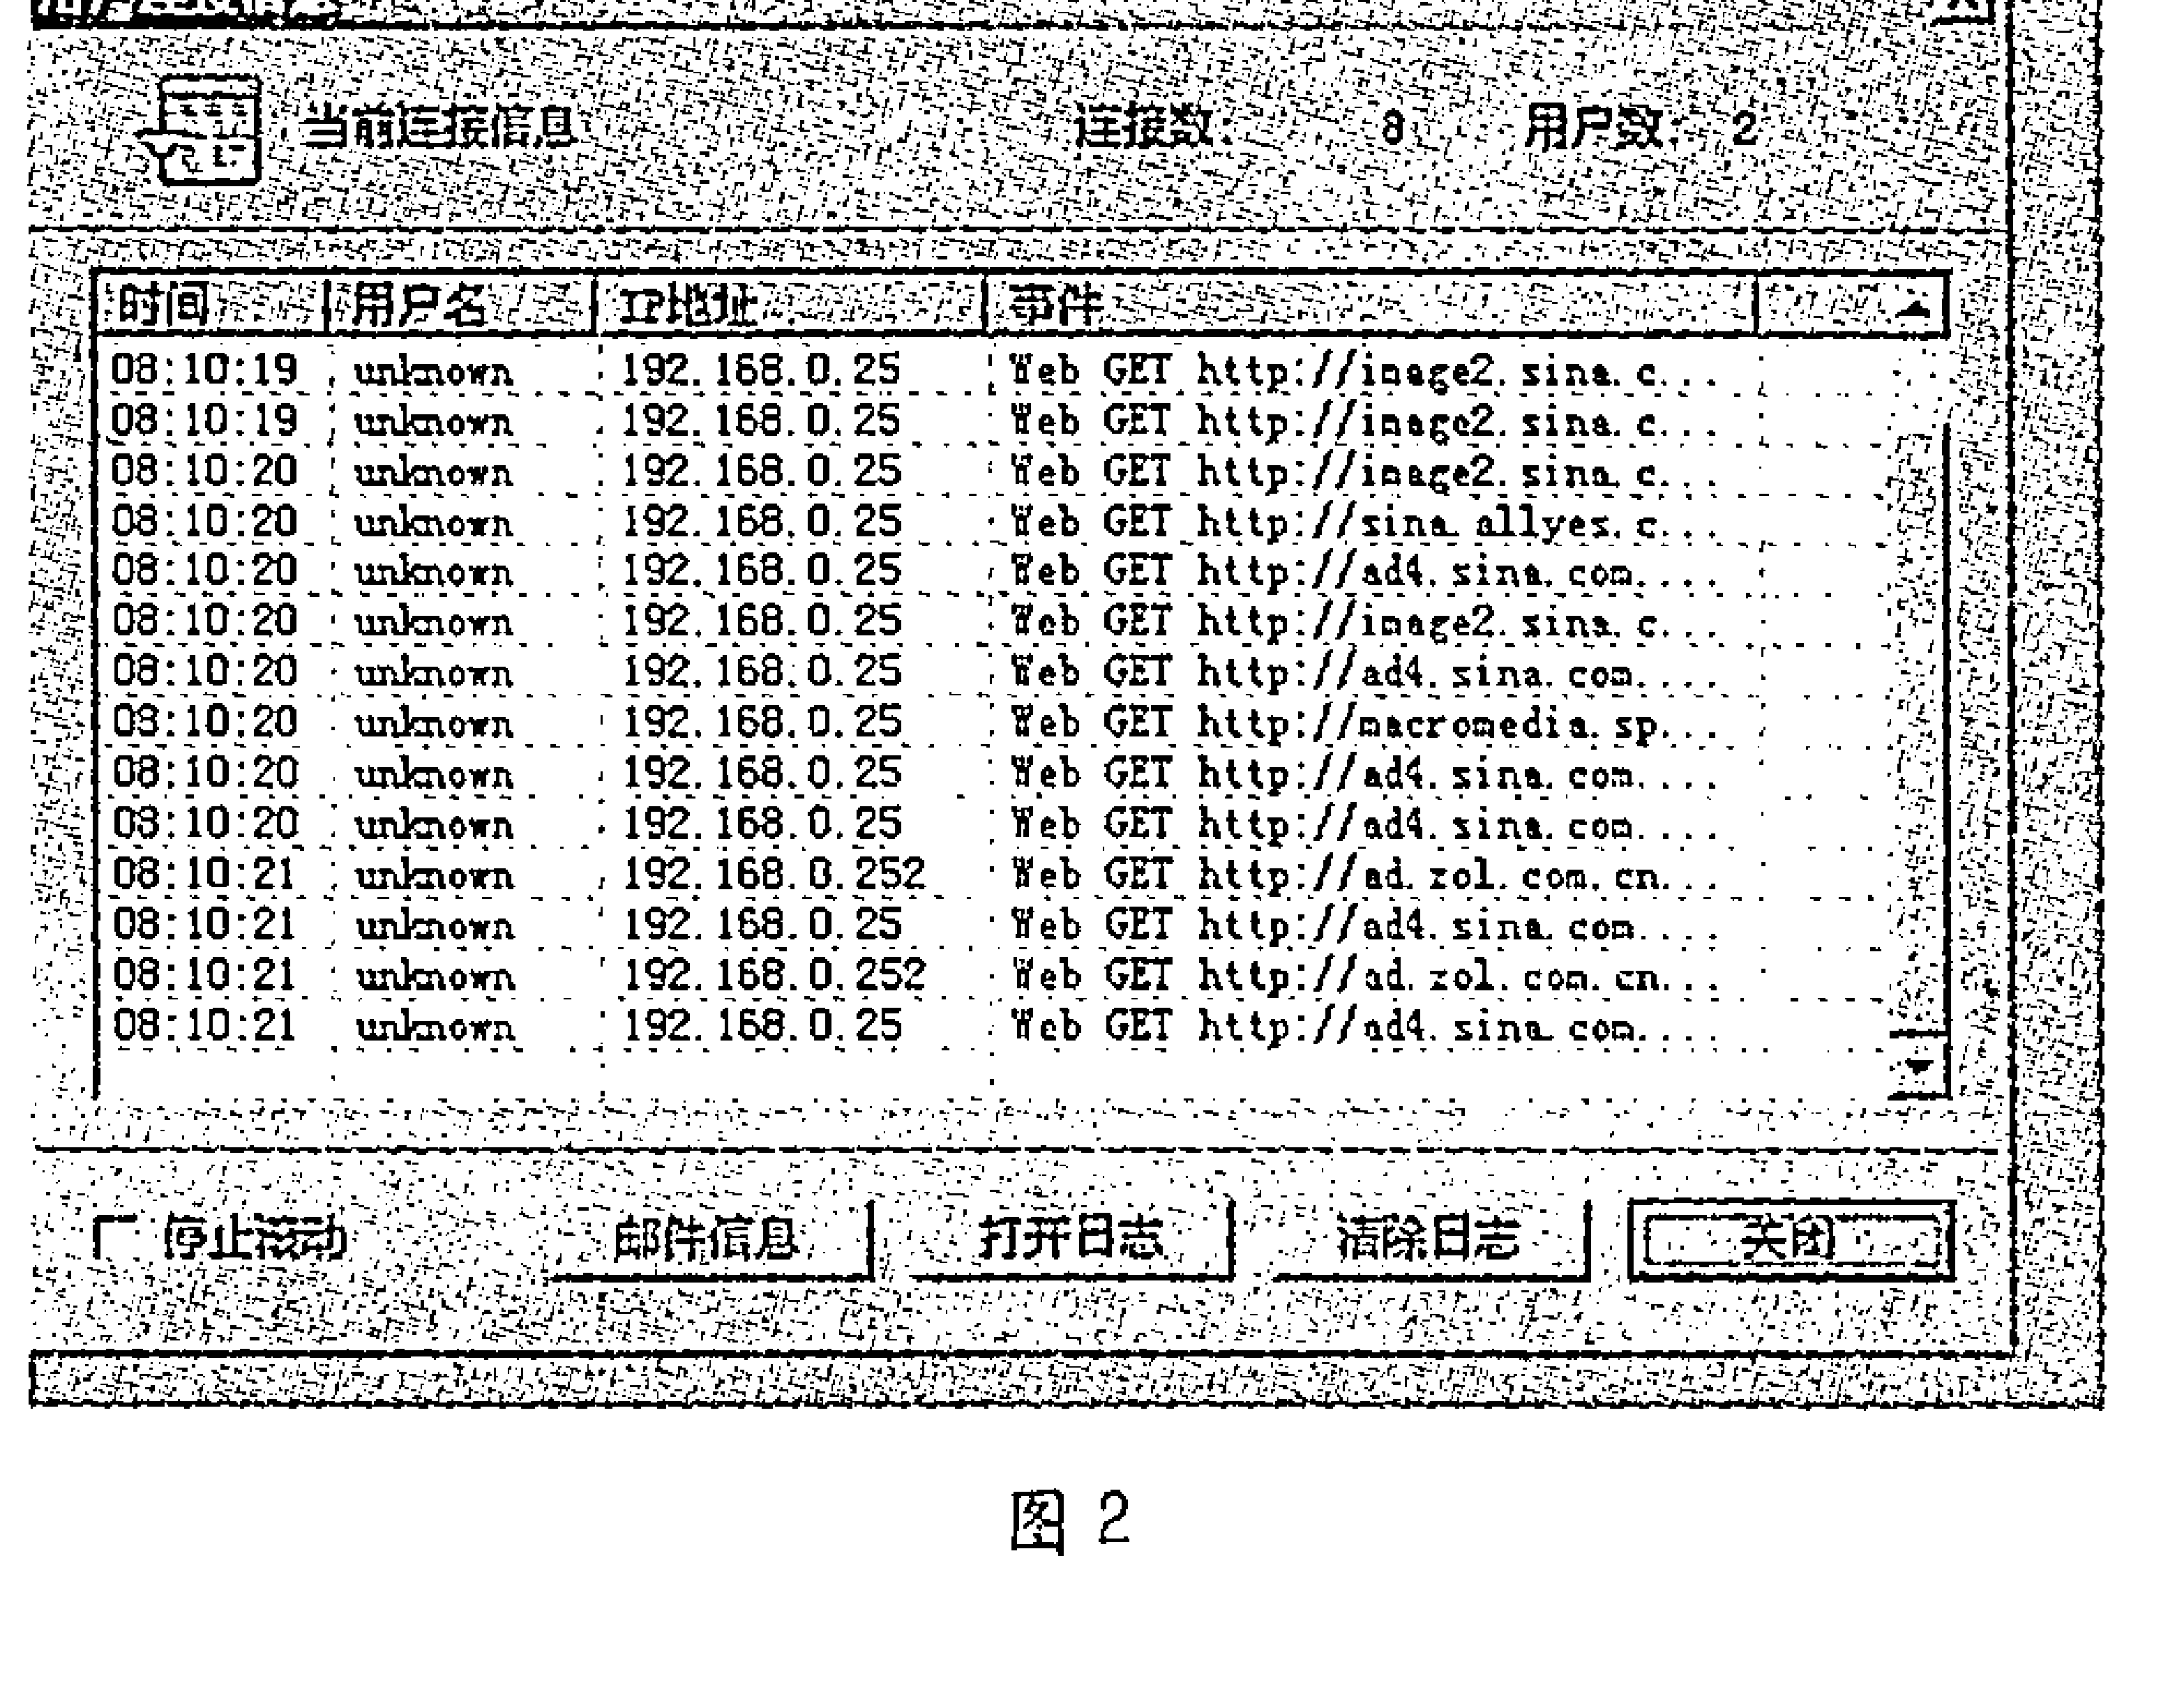 当前连接信息 连接数: 8 用户数: 2
时间 用户名 IP地址 事件
08:10:19 unknown 192.168.0.25 Web GET http://image2.sina.c...
08:10:19 unknown 192.168.0.25 Web GET http://image2.sina.c...
08:10:20 unknown 192.168.0.25 Web GET http://image2.sina.c...
08:10:20 unknown 192.168.0.25 Web GET http://sina.allyes.c...
08:10:20 unknown 192.168.0.25 Web GET http://ad4.sina.com....
08:10:20 unknown 192.168.0.25 Web GET http://image2.sina.c...
08:10:20 unknown 192.168.0.25 Web GET http://ad4.sina.com....
08:10:20 unknown 192.168.0.25 Web GET http://macromedia.sp...
08:10:20 unknown 192.168.0.25 Web GET http://ad4.sina.com....
08:10:20 unknown 192.168.0.25 Web GET http://ad4.sina.com....
08:10:21 unknown 192.168.0.252 Web GET http://ad.zol.com.cn...
08:10:21 unknown 192.168.0.25 Web GET http://ad4.sina.com....
08:10:21 unknown 192.168.0.252 Web GET http://ad.zol.com.cn...
08:10:21 unknown 192.168.0.25 Web GET http://ad4.sina.com....
停止滚动 邮件信息 打开日志 清除日志 关闭
图 2